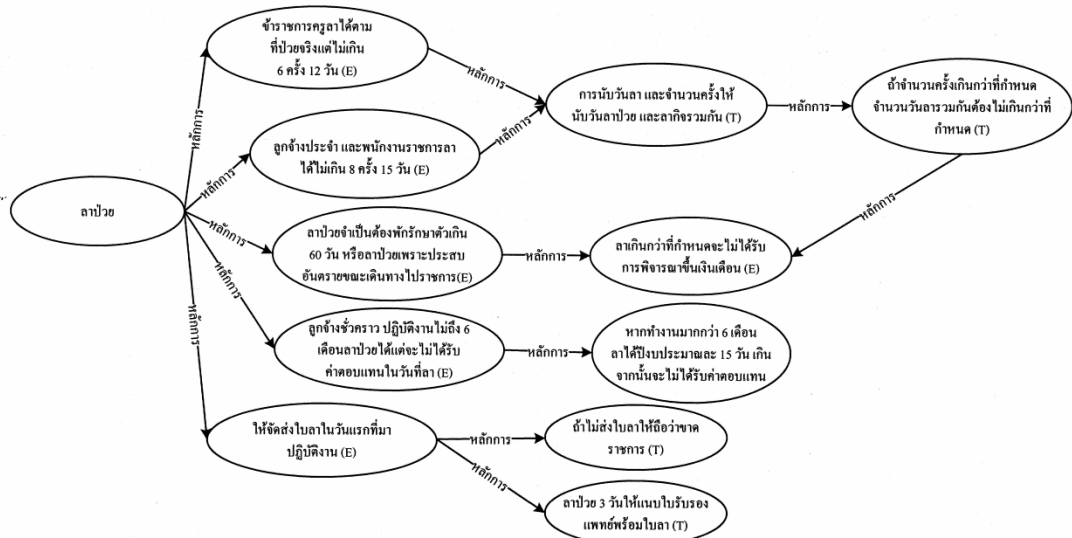 ข้าราชการครูลาได้ตาม
ที่ป่วยจริงแต่ไม่เกิน
6 ครั้ง 12 วัน (E)
หลักการ
หลักการ
การนับวันลา และจำนวนครั้งให้
นับวันลาป่วย และลากิจรวมกัน (T)
หลักการ
ถ้าจำนวนครั้งเกินกว่าที่กำหนด
จำนวนวันลารวมกันต้องไม่เกินกว่าที่
กำหนด (T)
หลักการ
ลูกจ้างประจำ และพนักงานราชการลา
ได้ไม่เกิน 8 ครั้ง 15 วัน (E)
หลักการ
หลักการ
ลาป่วย
หลักการ
ลาป่วยจำเป็นต้องพักรักษาตัวเกิน
60 วัน หรือลาป่วยเพราะประสบ
อันตรายขณะเดินทางไปราชการ(E)
หลักการ
ลาเกินกว่าที่กำหนดจะไม่ได้รับ
การพิจารณาขึ้นเงินเดือน (E)
หลักการ
ลูกจ้างชั่วคราว ปฏิบัติงานไม่ถึง 6
เดือนลาป่วยได้แต่จะไม่ได้รับ
ค่าตอบแทนในวันที่ลา (E)
หลักการ
หากทำงานมากกว่า 6 เดือน
ลาได้ปีงบประมาณละ 15 วัน เกิน
จากนั้นจะไม่ได้รับค่าตอบแทน
หลักการ
หลักการ
ให้จัดส่งใบลาในวันแรกที่มา
ปฏิบัติงาน (E)
หลักการ
ถ้าไม่ส่งใบลาให้ถือว่าขาด
ราชการ (T)
หลักการ
ลาป่วย 3 วันให้แนบใบรับรอง
แพทย์พร้อมใบลา (T)